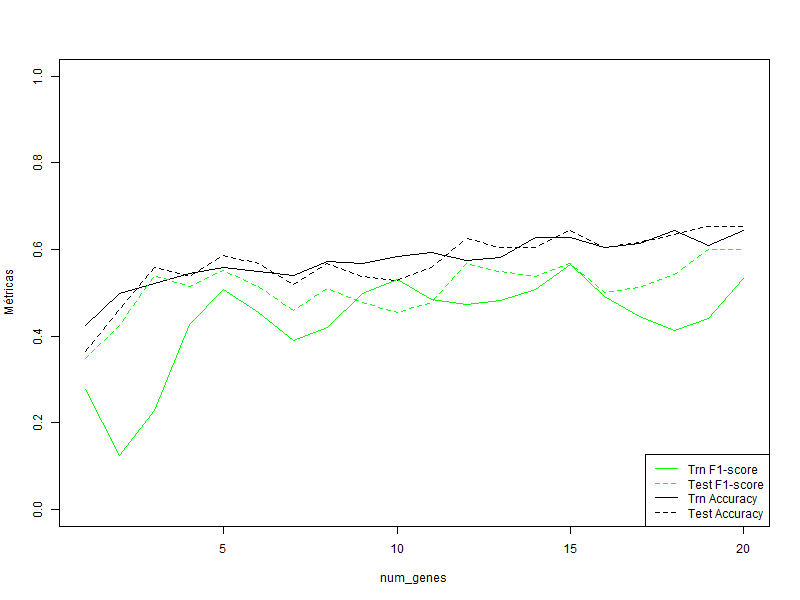 1.0
0.8
0.6
0.4
0.2
0.0
Métricas
5
10
15
20
num_genes
Trn F1-score
Test F1-score
Trn Accuracy
Test Accuracy